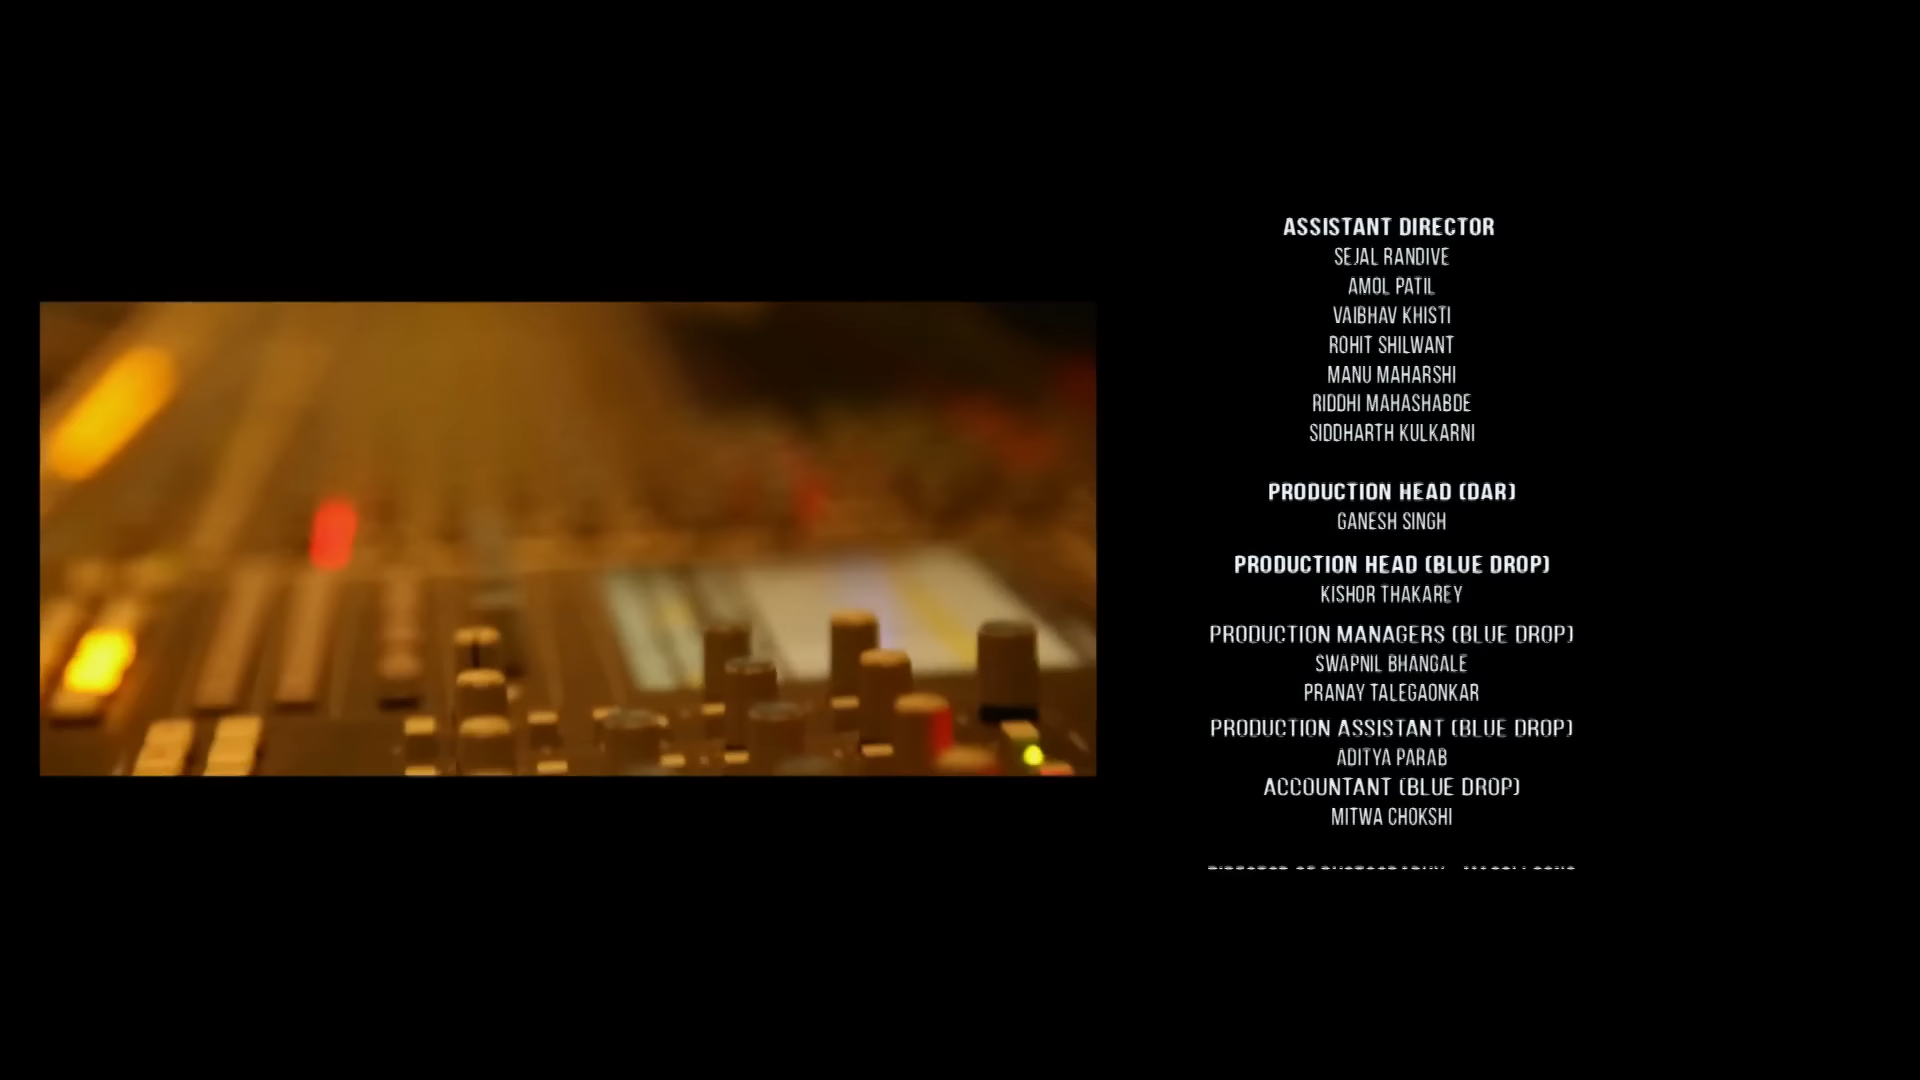 ASSISTANT DIRECTOR
SEJAL RANDIVE
AMOL PATIL
VAIBHAV KHISTI
ROHIT SHILWANT
MANU MAHARSHI
RIDDHI MAHASHABDE
SIDDHARTH KULKARNI
PRODUCTION HEAD (DAR)
GANESH SINGH
PRODUCTION HEAD (BLUE DROP)
KISHOR THAKAREY
PRODUCTION MANAGERS (BLUE DROP)
SWAPNIL BHANGALE
PRANAY TALEGAONKAR
PRODUCTION ASSISTANT (BLUE DROP)
ADITYA PARAB
ACCOUNTANT (BLUE DROP)
MITWA CHOKSHI